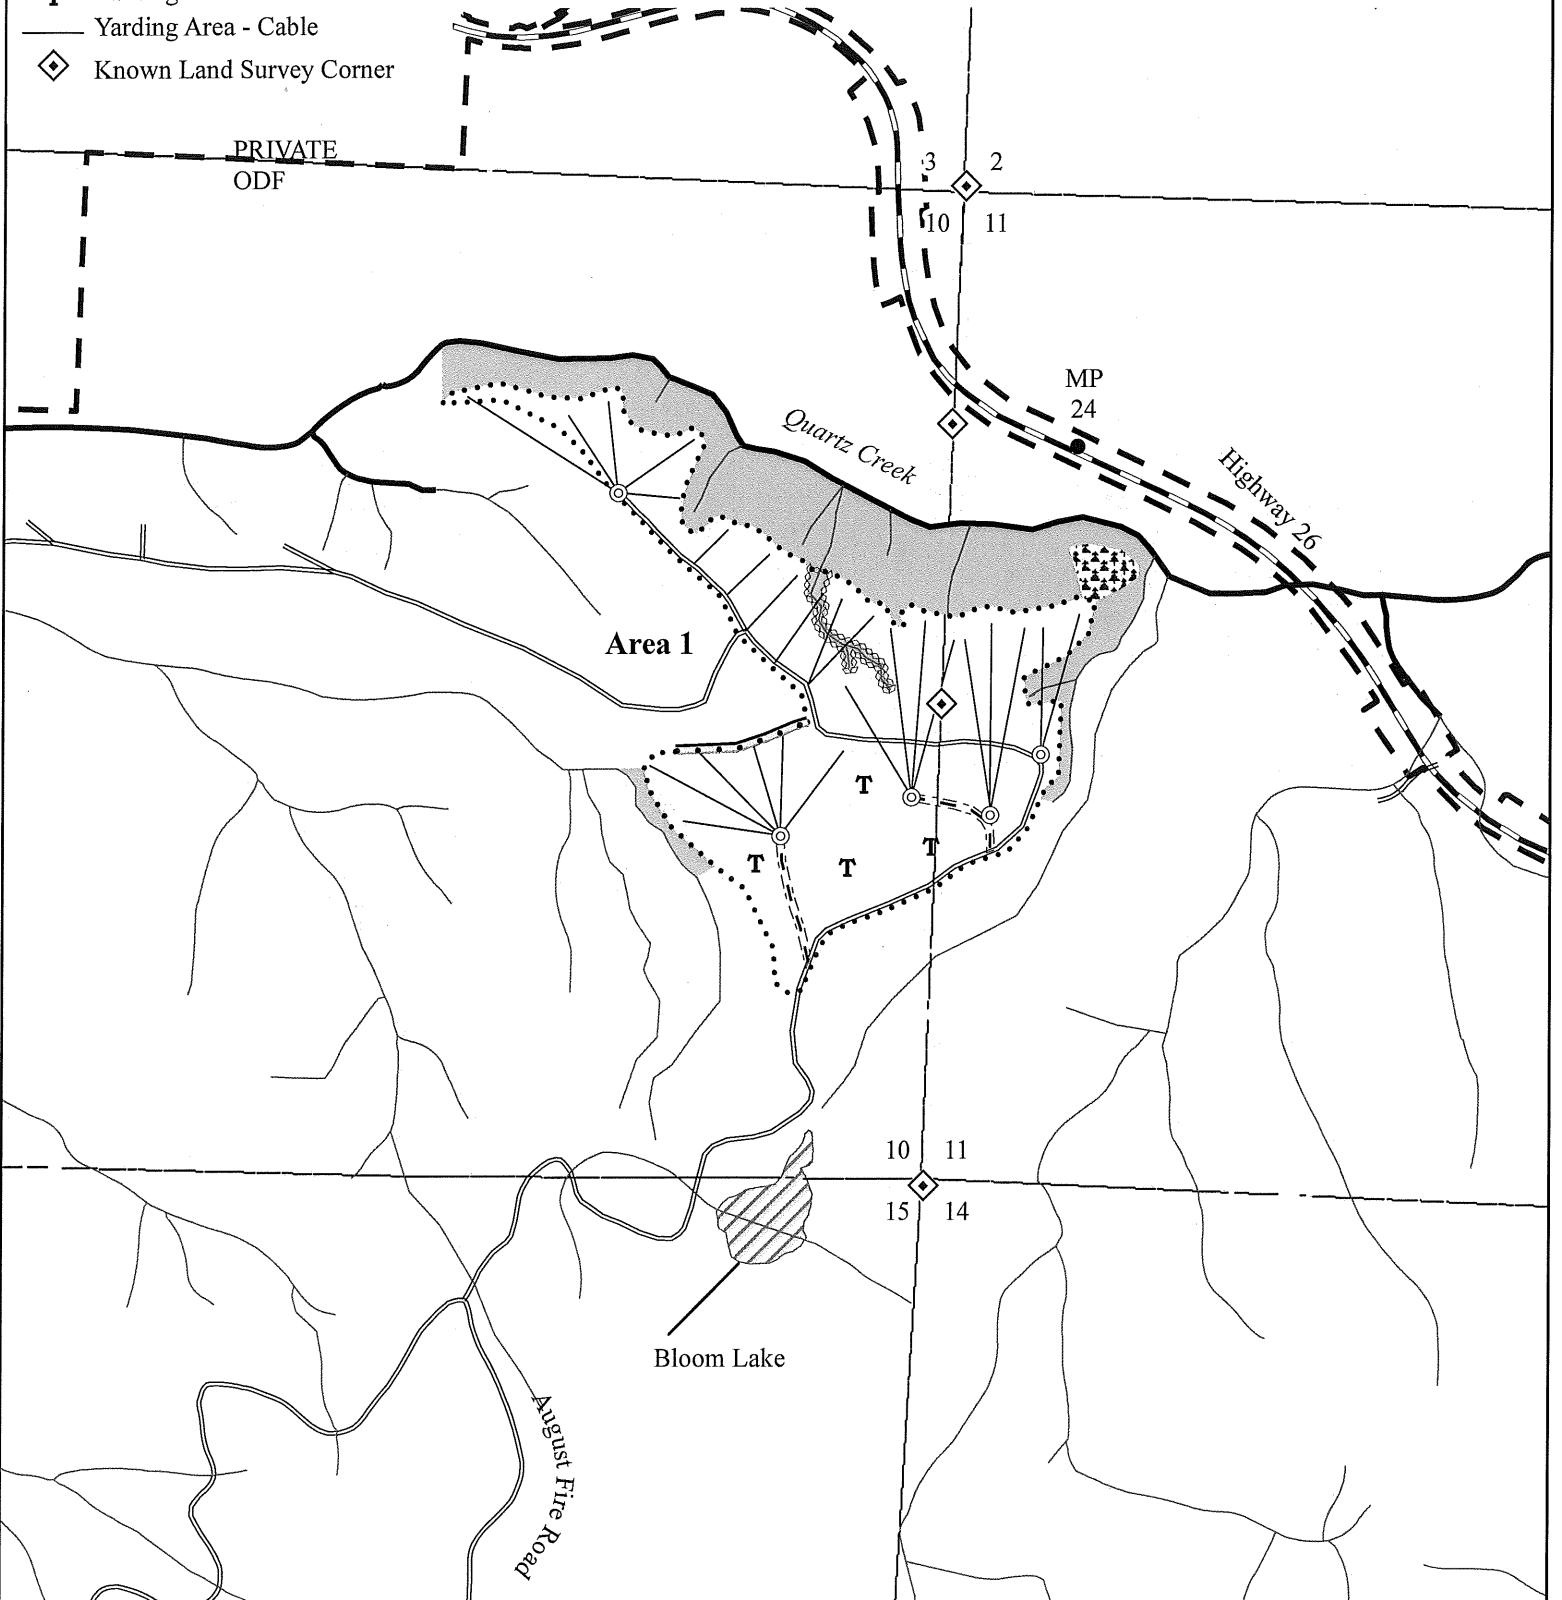 Yarding Area - Cable
Known Land Survey Corner
PRIVATE
ODF
3 2
10 11
MP
24
Quartz Creek
Highway 26
Area 1
T
T
T
T
10 11
15 14
Bloom Lake
August Fire Road